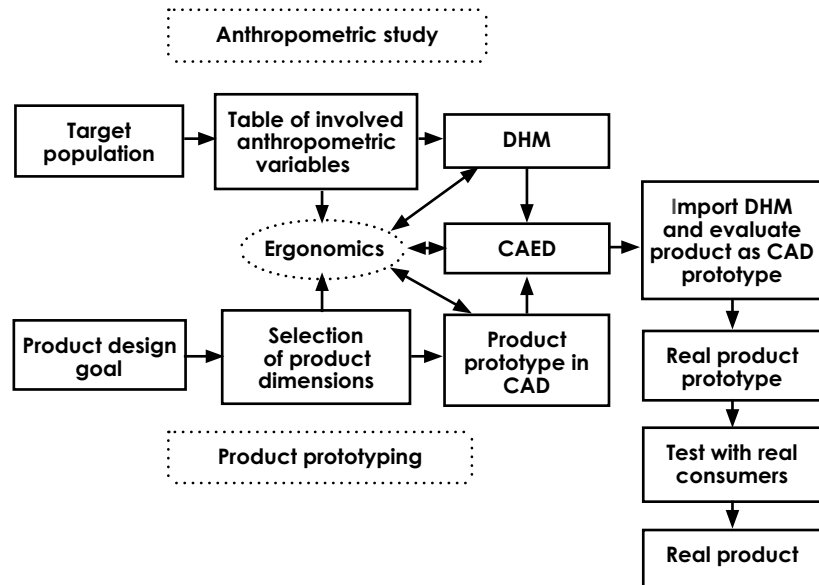 Anthropometric study
Target
population
Table of involved
anthropometric
variables
DHM
Ergonomics
CAED
Import DHM
and evaluate
product as CAD
prototype
Product design
goal
Selection
of product
dimensions
Product
prototype in
CAD
Real product
prototype
Product prototyping
Test with real
consumers
Real product